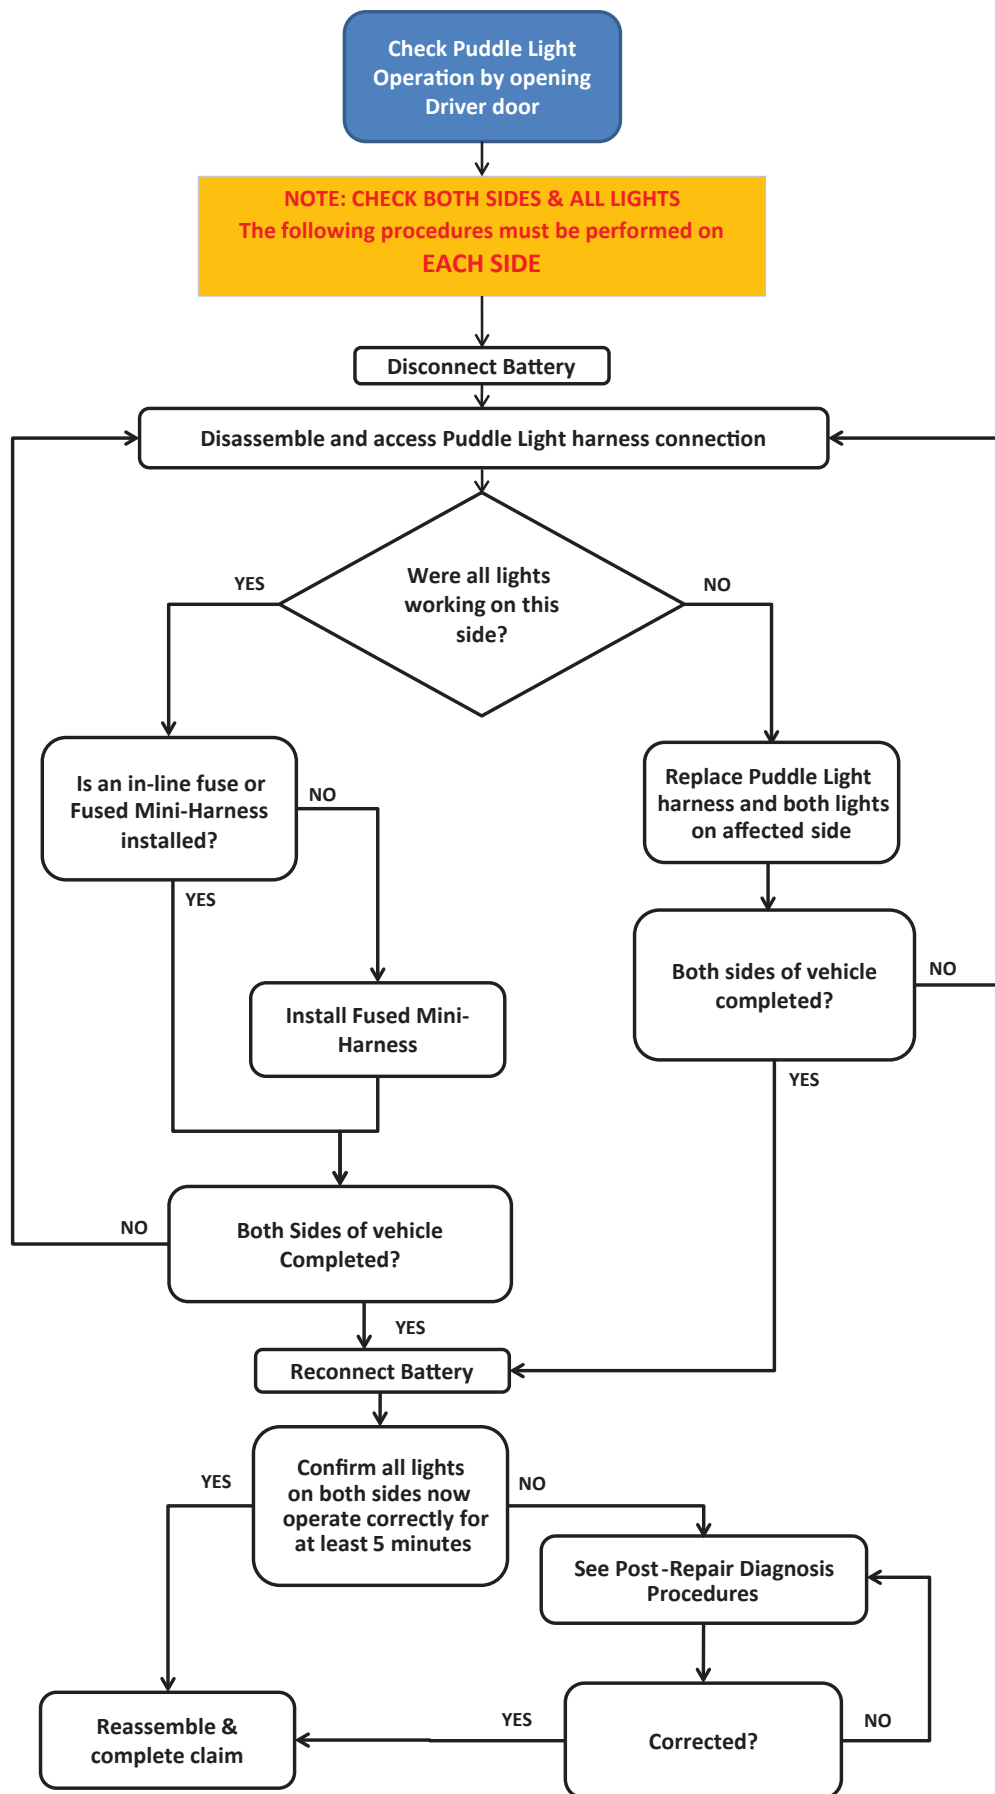 Check Puddle Light
Operation by opening
Driver door
NOTE: CHECK BOTH SIDES & ALL LIGHTS
The following procedures must be performed on
EACH SIDE
Disconnect Battery
Disassemble and access Puddle Light harness connection
Were all lights
working on this
side?
YES
NO
Is an in-line fuse or
Fused Mini-Harness
installed?
NO
YES
Replace Puddle Light
harness and both lights
on affected side
Install Fused Mini-
Harness
Both sides of vehicle
completed?
NO
YES
Both Sides of vehicle
Completed?
NO
YES
Reconnect Battery
Confirm all lights
on both sides now
operate correctly for
at least 5 minutes
YES
NO
See Post-Repair Diagnosis
Procedures
Corrected?
YES
NO
Reassemble &
complete claim